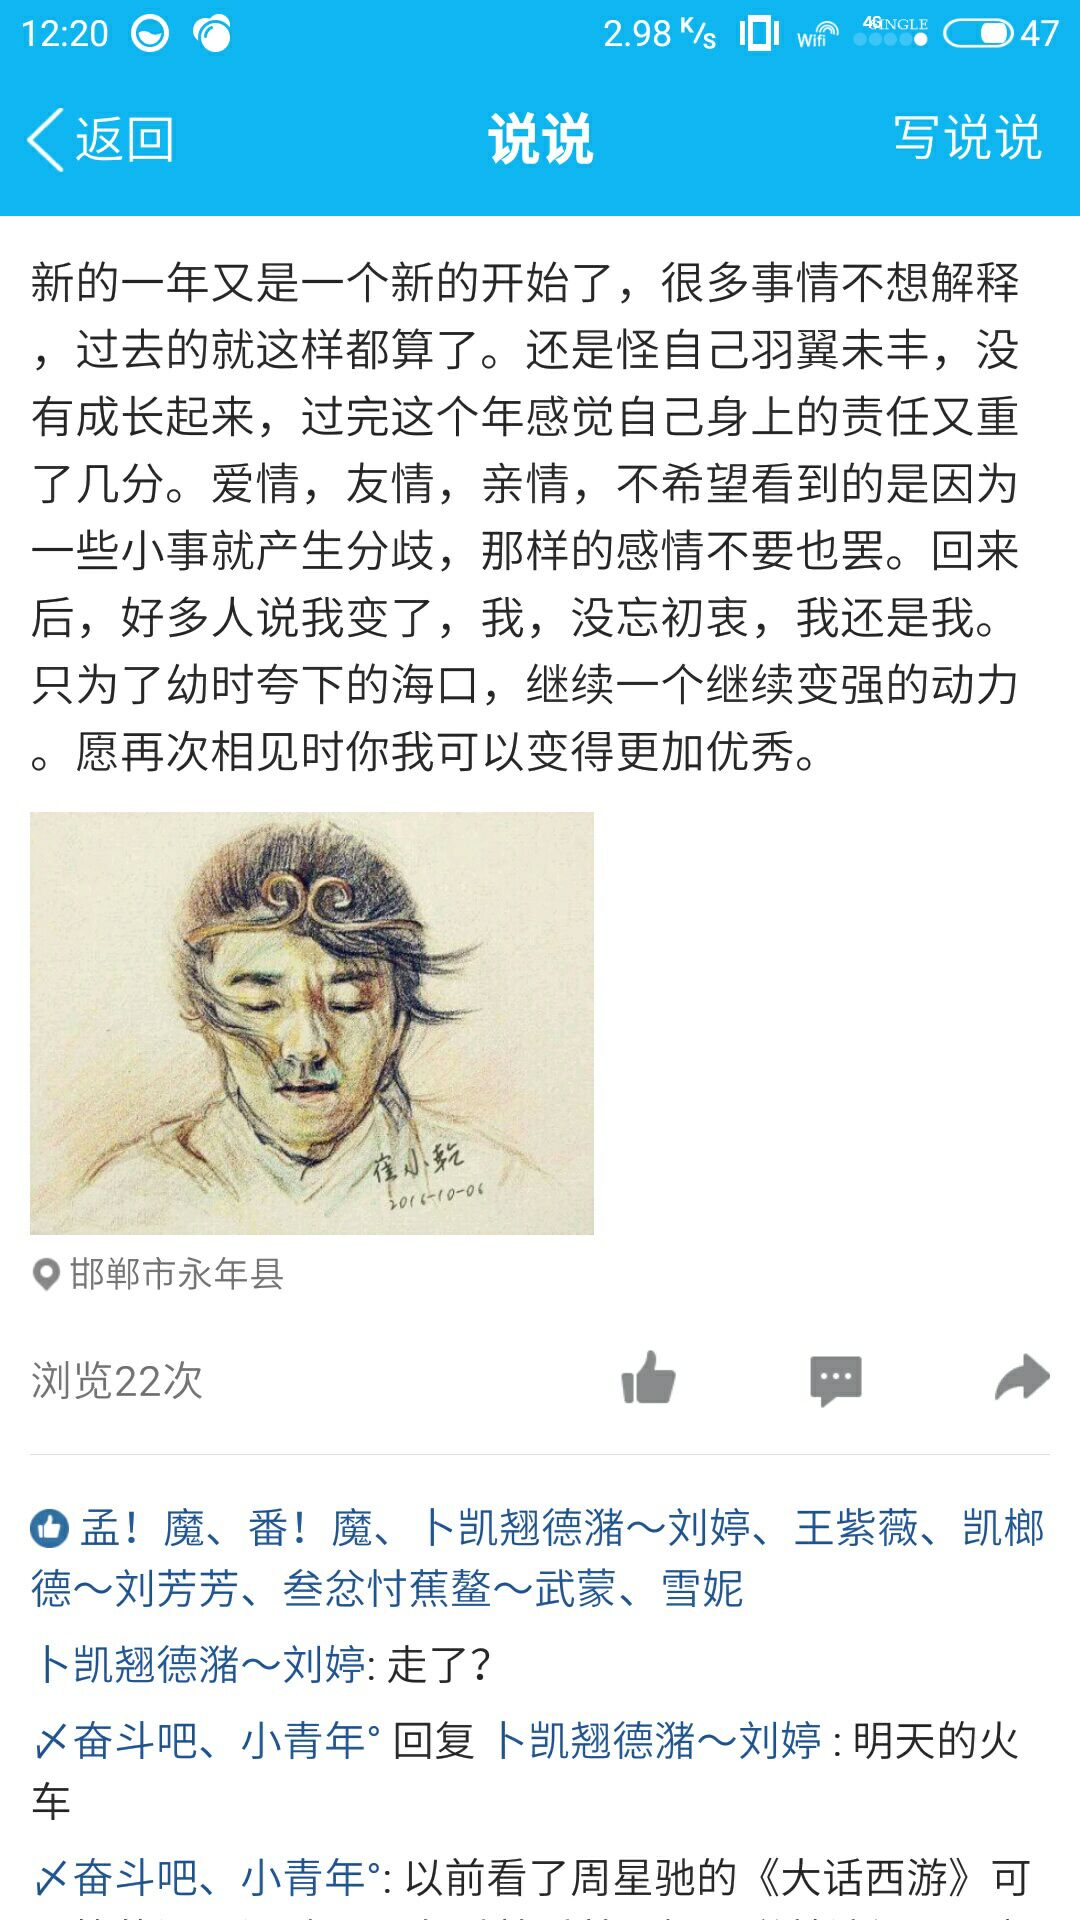 12:20 2.98 K/s Wifi 4G SINGLE 47
返回 说说 写说说
新的一年又是一个新的开始了，很多事情不想解释
，过去的就这样都算了。还是怪自己羽翼未丰，没
有成长起来，过完这个年感觉自己身上的责任又重
了几分。爱情，友情，亲情，不希望看到的是因为
一些小事就产生分歧，那样的感情不要也罢。回来
后，好多人说我变了，我，没忘初衷，我还是我。
只为了幼时夸下的海口，继续一个继续变强的动力
。愿再次相见时你我可以变得更加优秀。
崔小乾
2016-10-06
邯郸市永年县
浏览22次
孟！魔、番！魔、卜凯翘德潴～刘婷、王紫薇、凯榔
德～刘芳芳、叁忿忖蕉鳌～武蒙、雪妮
卜凯翘德潴～刘婷: 走了？
〆奋斗吧、小青年° 回复 卜凯翘德潴～刘婷 : 明天的火
车
〆奋斗吧、小青年°: 以前看了周星驰的《大话西游》可